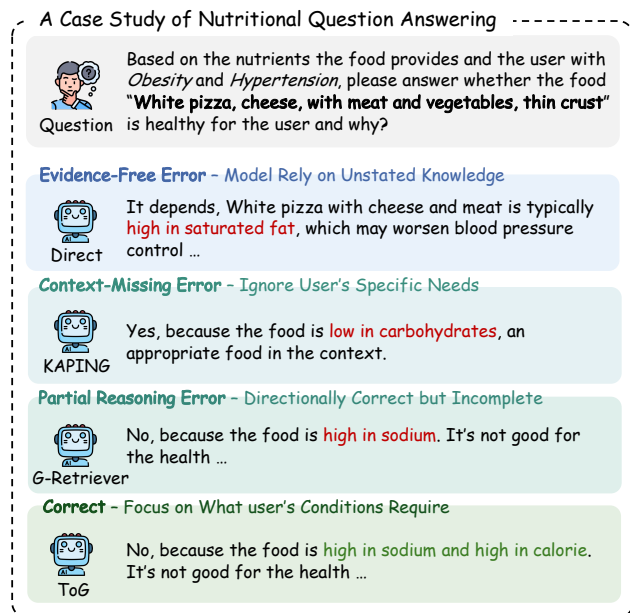 A Case Study of Nutritional Question Answering
Based on the nutrients the food provides and the user with
Obesity and Hypertension, please answer whether the food
“White pizza, cheese, with meat and vegetables, thin crust”
is healthy for the user and why?
Question
Evidence-Free Error – Model Rely on Unstated Knowledge
It depends, White pizza with cheese and meat is typically
high in saturated fat, which may worsen blood pressure
control …
AI
Direct
Context-Missing Error – Ignore User’s Specific Needs
Yes, because the food is low in carbohydrates, an
appropriate food in the context.
AI
KAPING
Partial Reasoning Error – Directionally Correct but Incomplete
No, because the food is high in sodium. It’s not good for
the health …
AI
G-Retriever
Correct – Focus on What user’s Conditions Require
No, because the food is high in sodium and high in calorie.
It’s not good for the health …
AI
ToG